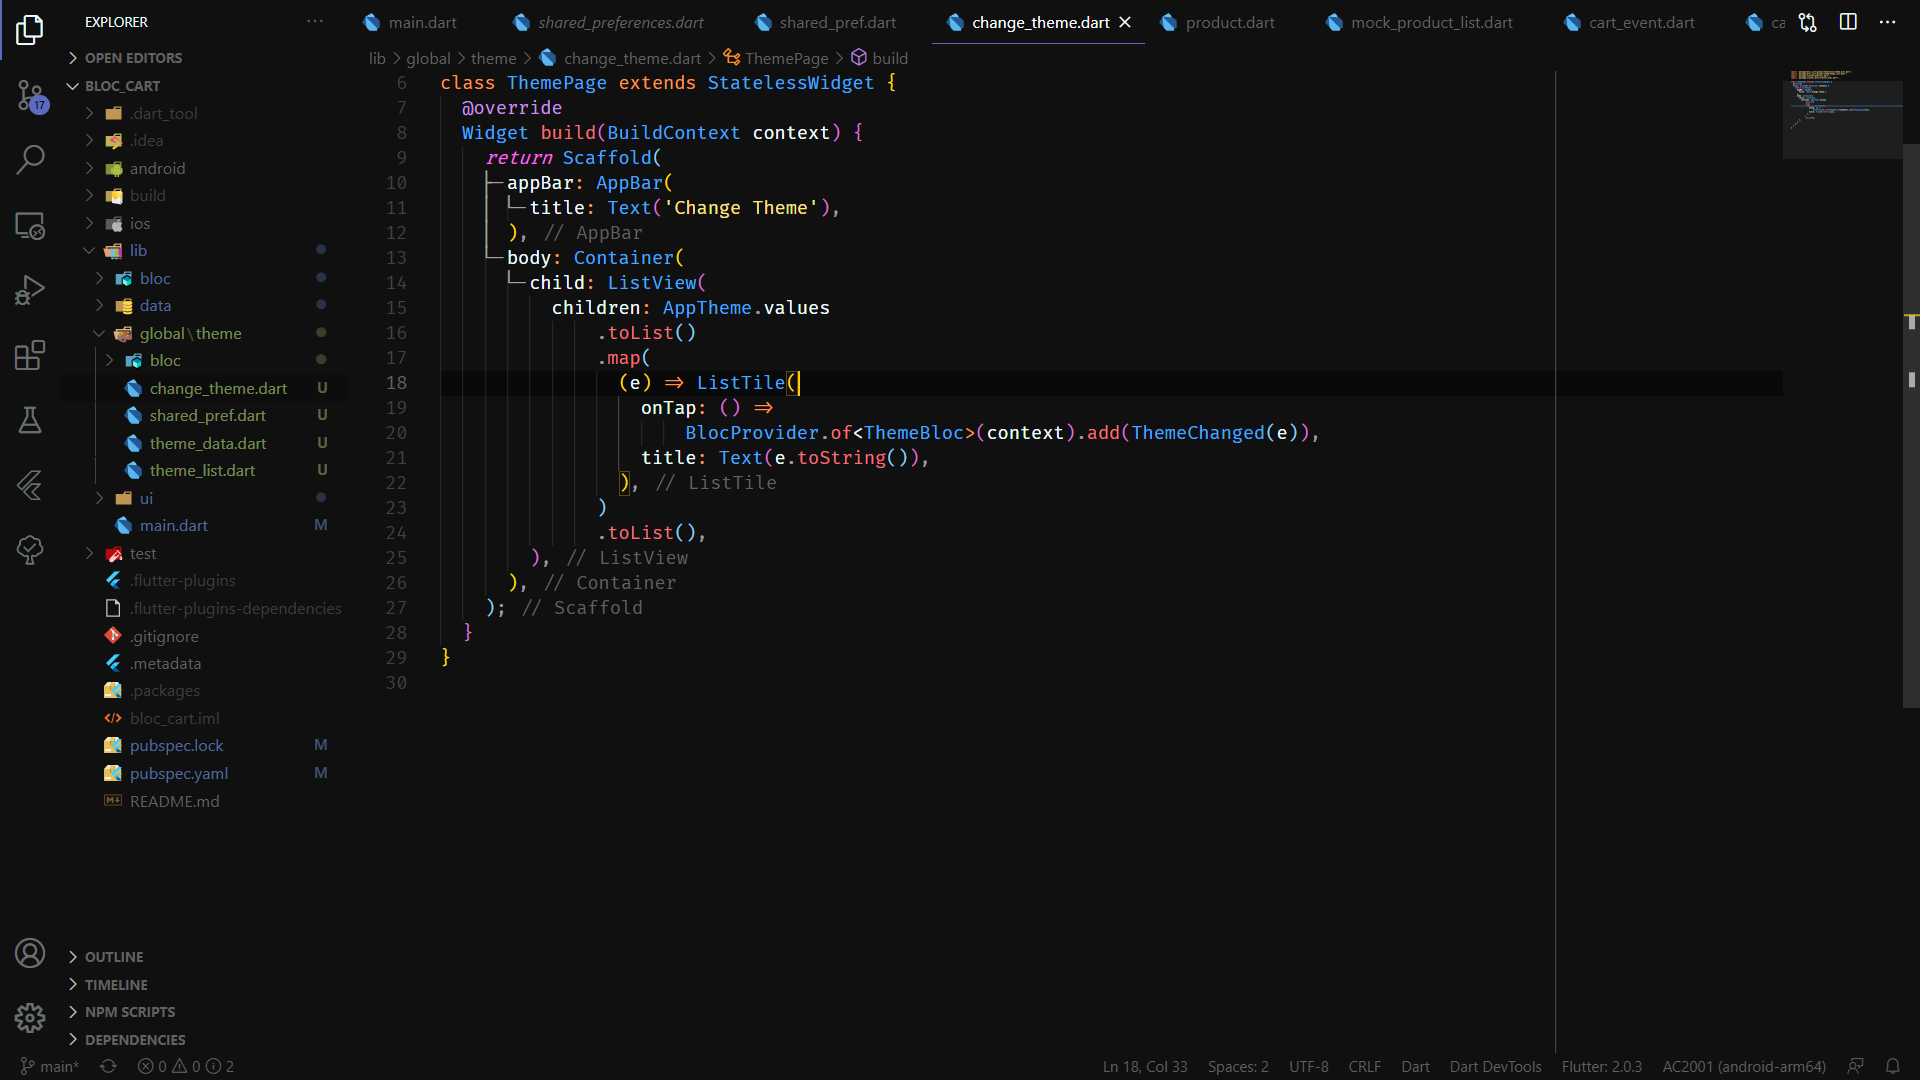 EXPLORER
OPEN EDITORS
BLOC_CART
.dart_tool
.idea
android
build
ios
lib
bloc
data
global\theme
bloc
change_theme.dart U
shared_pref.dart U
theme_data.dart U
theme_list.dart U
ui
main.dart M
test
.flutter-plugins
.flutter-plugins-dependencies
.gitignore
.metadata
.packages
bloc_cart.iml
pubspec.lock M
pubspec.yaml M
README.md
OUTLINE
TIMELINE
NPM SCRIPTS
DEPENDENCIES
17
main.dart shared_preferences.dart shared_pref.dart change_theme.dart product.dart mock_product_list.dart cart_event.dart ca
lib > global > theme > change_theme.dart > ThemePage > build
6 class ThemePage extends StatelessWidget {
7 @override
8 Widget build(BuildContext context) {
9 return Scaffold(
10 appBar: AppBar(
11 title: Text('Change Theme'),
12 ), // AppBar
13 body: Container(
14 child: ListView(
15 children: AppTheme.values
16 .toList()
17 .map(
18 (e) => ListTile(
19 onTap: () =>
20 BlocProvider.of<ThemeBloc>(context).add(ThemeChanged(e)),
21 title: Text(e.toString()),
22 ), // ListTile
23 )
24 .toList(),
25 ), // ListView
26 ), // Container
27 ); // Scaffold
28 }
29 }
30
main* 0 0 2 Ln 18, Col 33 Spaces: 2 UTF-8 CRLF Dart Dart DevTools Flutter: 2.0.3 AC2001 (android-arm64)